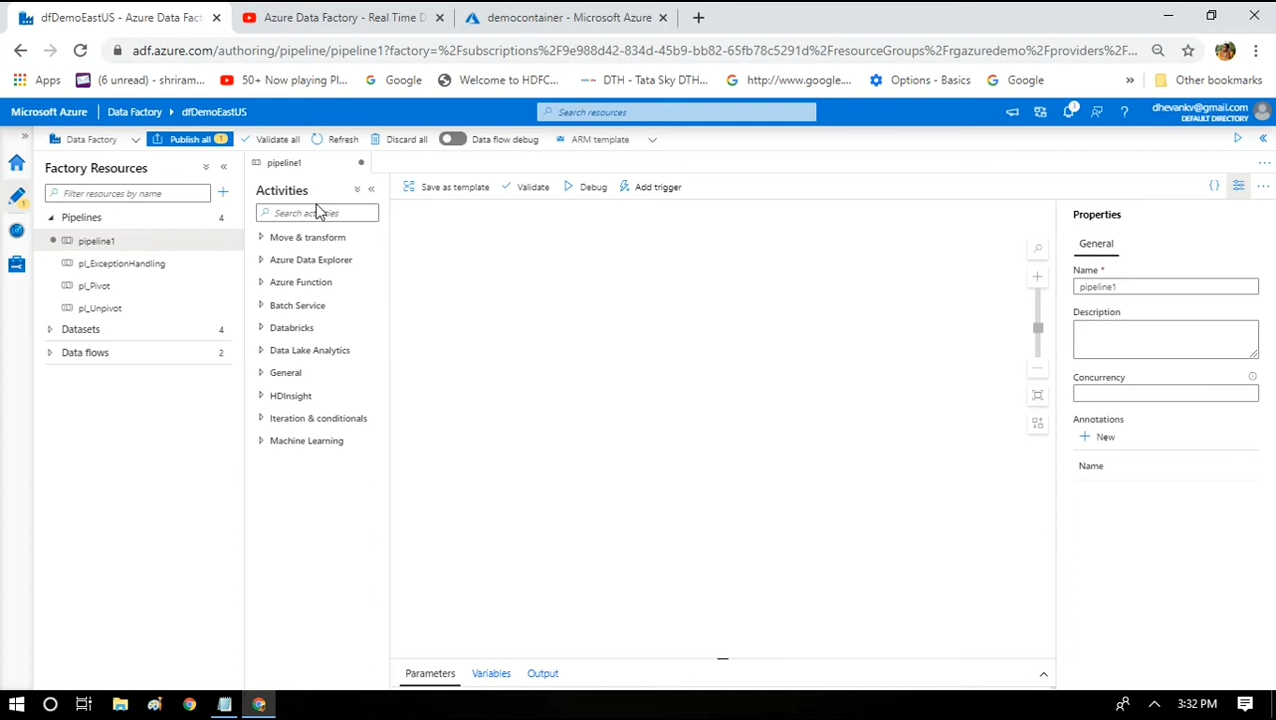 dfDemoEastUS - Azure Data Fact
Azure Data Factory - Real Time D
democontainer - Microsoft Azure
adf.azure.com/authoring/pipeline/pipeline1?factory=%2Fsubscriptions%2F9e988d42-834d-45b9-bb82-65fb78c5291d%2FresourceGroups%2Frgazuredemo%2Fproviders%2F...
Apps
(6 unread) - shriram...
50+ Now playing Pl...
Google
Welcome to HDFC...
DTH - Tata Sky DTH...
http://www.google....
Options - Basics
Google
»
Other bookmarks
Microsoft Azure
Data Factory
dfDemoEastUS
Search resources
1
dhevankv@gmail.com
DEFAULT DIRECTORY
Data Factory
Publish all 1
Validate all
Refresh
Discard all
Data flow debug
ARM template
Factory Resources
pipeline1
Filter resources by name
Activities
Save as template
Validate
Debug
Add trigger
Search activities
Properties
Pipelines 4
pipeline1
pl_ExceptionHandling
pl_Pivot
pl_Unpivot
Datasets 4
Data flows 2
Move & transform
Azure Data Explorer
Azure Function
Batch Service
Databricks
Data Lake Analytics
General
HDInsight
Iteration & conditionals
Machine Learning
General
Name *
pipeline1
Description
Concurrency
Annotations
New
Name
Parameters
Variables
Output
3:32 PM